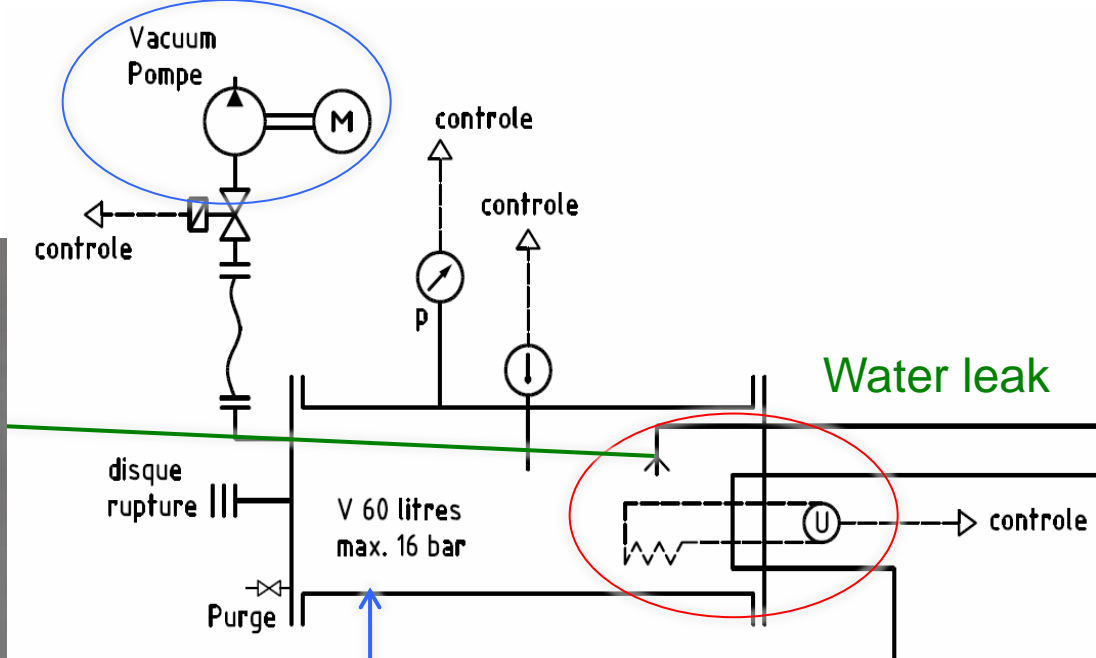 Vacuum
Pompe
M
controle
controle
controle
P
Water leak
disque
rupture
V 60 litres
max. 16 bar
U
controle
Purge